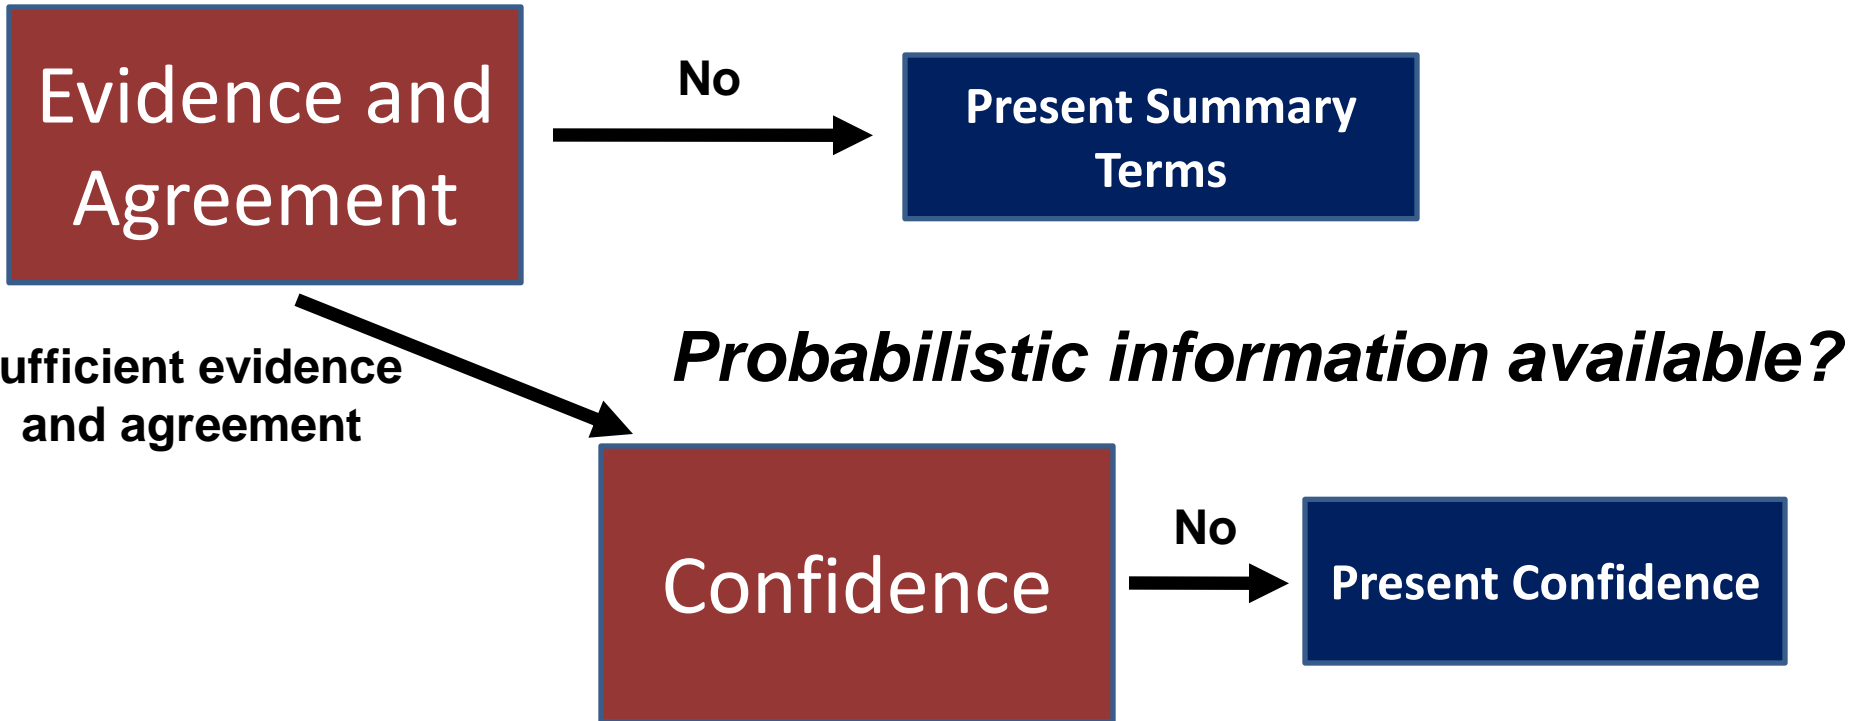 Evidence and
Agreement
No
Present Summary
Terms
ufficient evidence
and agreement
Probabilistic information available?
Confidence
No
Present Confidence